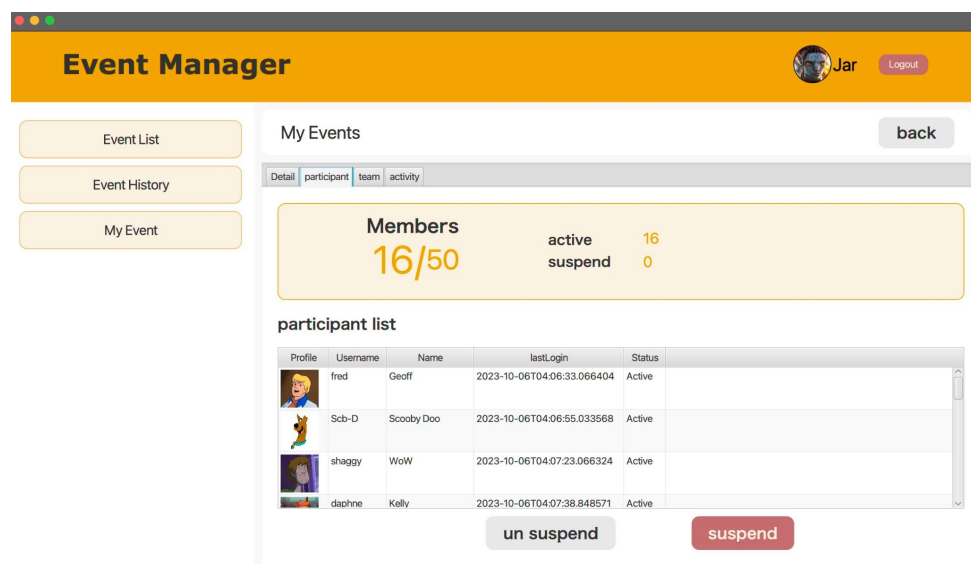 Event Manager
Jar
Logout
Event List
Event History
My Event
My Events
back
Detail participant team activity
Members
16/50
active 16
suspend 0
participant list
Profile Username Name lastLogin Status
fred Geoff 2023-10-06T04:06:33.066404 Active
Scb-D Scooby Doo 2023-10-06T04:06:55.033568 Active
shaggy WoW 2023-10-06T04:07:23.066324 Active
daphne Kelly 2023-10-06T04:07:38.848571 Active
un suspend
suspend